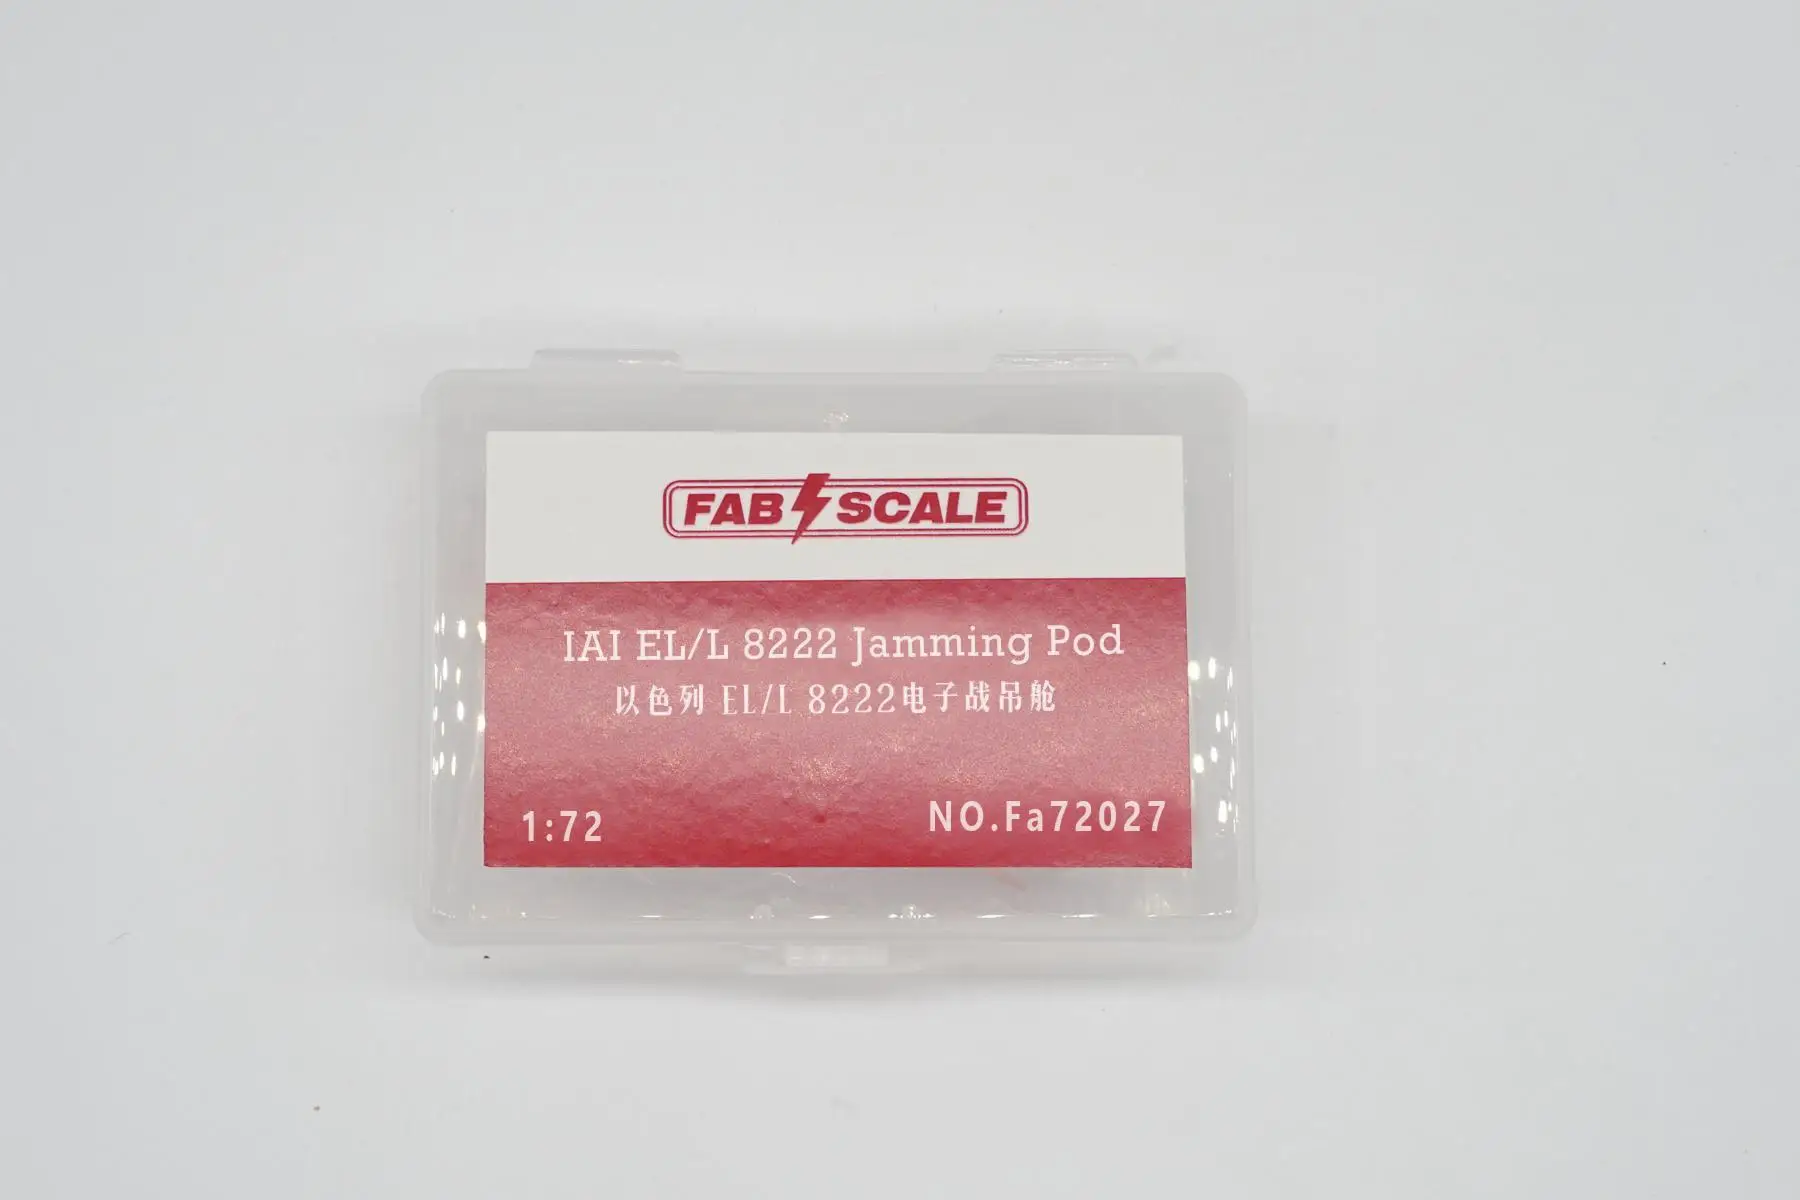 FAB SCALE
IAI EL/L 8222 Jamming Pod
以色列 EL/L 8222电子战吊舱
1:72
NO.Fa72027